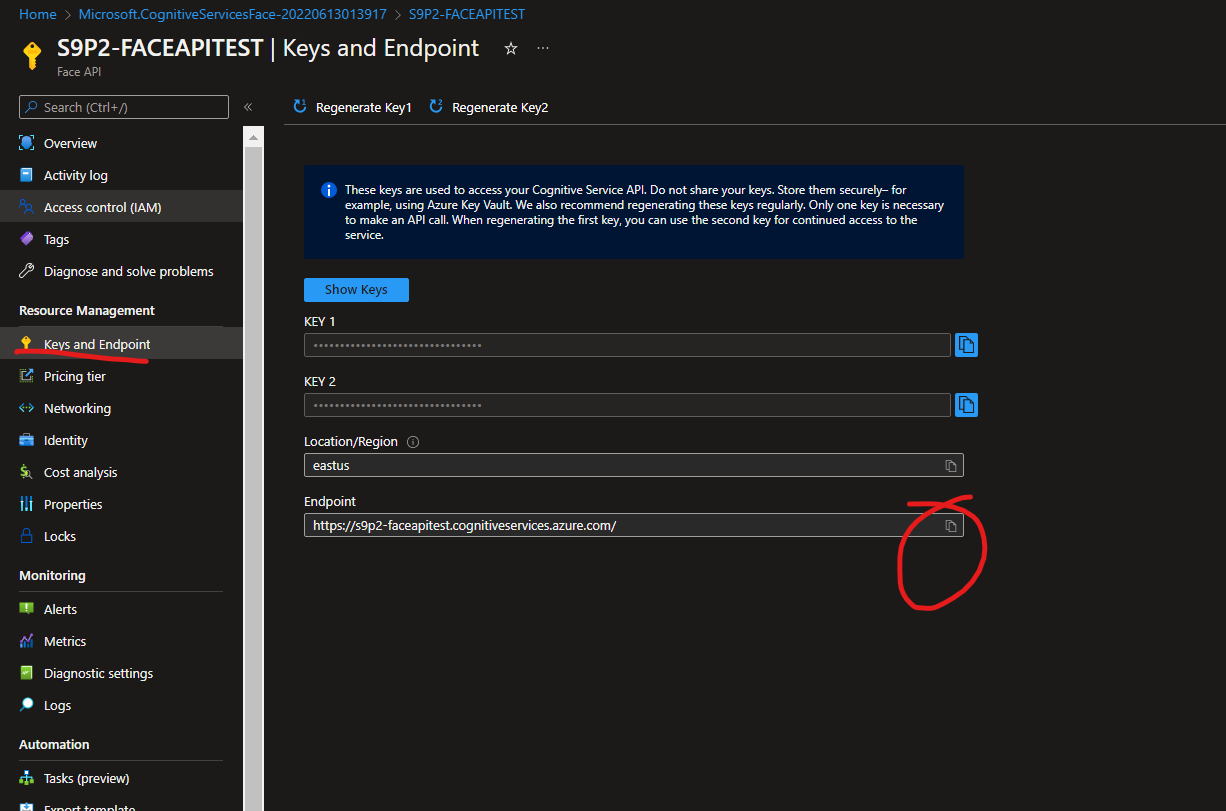 Home > Microsoft.CognitiveServicesFace-20220613013917 > S9P2-FACEAPITEST
S9P2-FACEAPITEST | Keys and Endpoint
Face API
Search (Ctrl+/)
Overview
Activity log
Access control (IAM)
Tags
Diagnose and solve problems
Resource Management
Keys and Endpoint
Pricing tier
Networking
Identity
Cost analysis
Properties
Locks
Monitoring
Alerts
Metrics
Diagnostic settings
Logs
Automation
Tasks (preview)
Export template
Regenerate Key1 Regenerate Key2
These keys are used to access your Cognitive Service API. Do not share your keys. Store them securely– for
example, using Azure Key Vault. We also recommend regenerating these keys regularly. Only one key is necessary
to make an API call. When regenerating the first key, you can use the second key for continued access to the
service.
Show Keys
KEY 1
KEY 2
Location/Region
eastus
Endpoint
https://s9p2-faceapitest.cognitiveservices.azure.com/